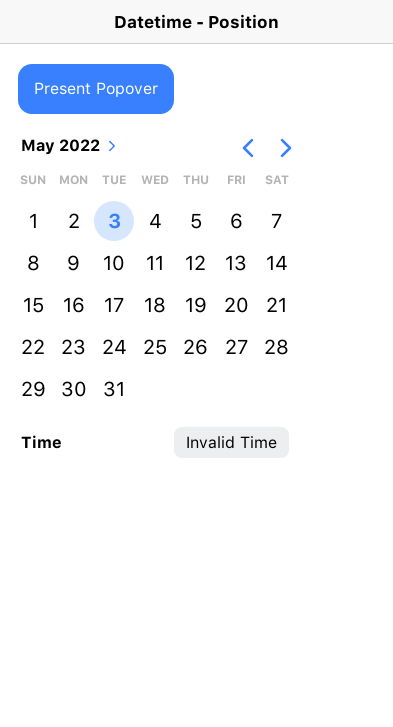 Datetime - Position
Present Popover
May 2022
SUN MON TUE WED THU FRI SAT
1 2 3 4 5 6 7
8 9 10 11 12 13 14
15 16 17 18 19 20 21
22 23 24 25 26 27 28
29 30 31
Time Invalid Time